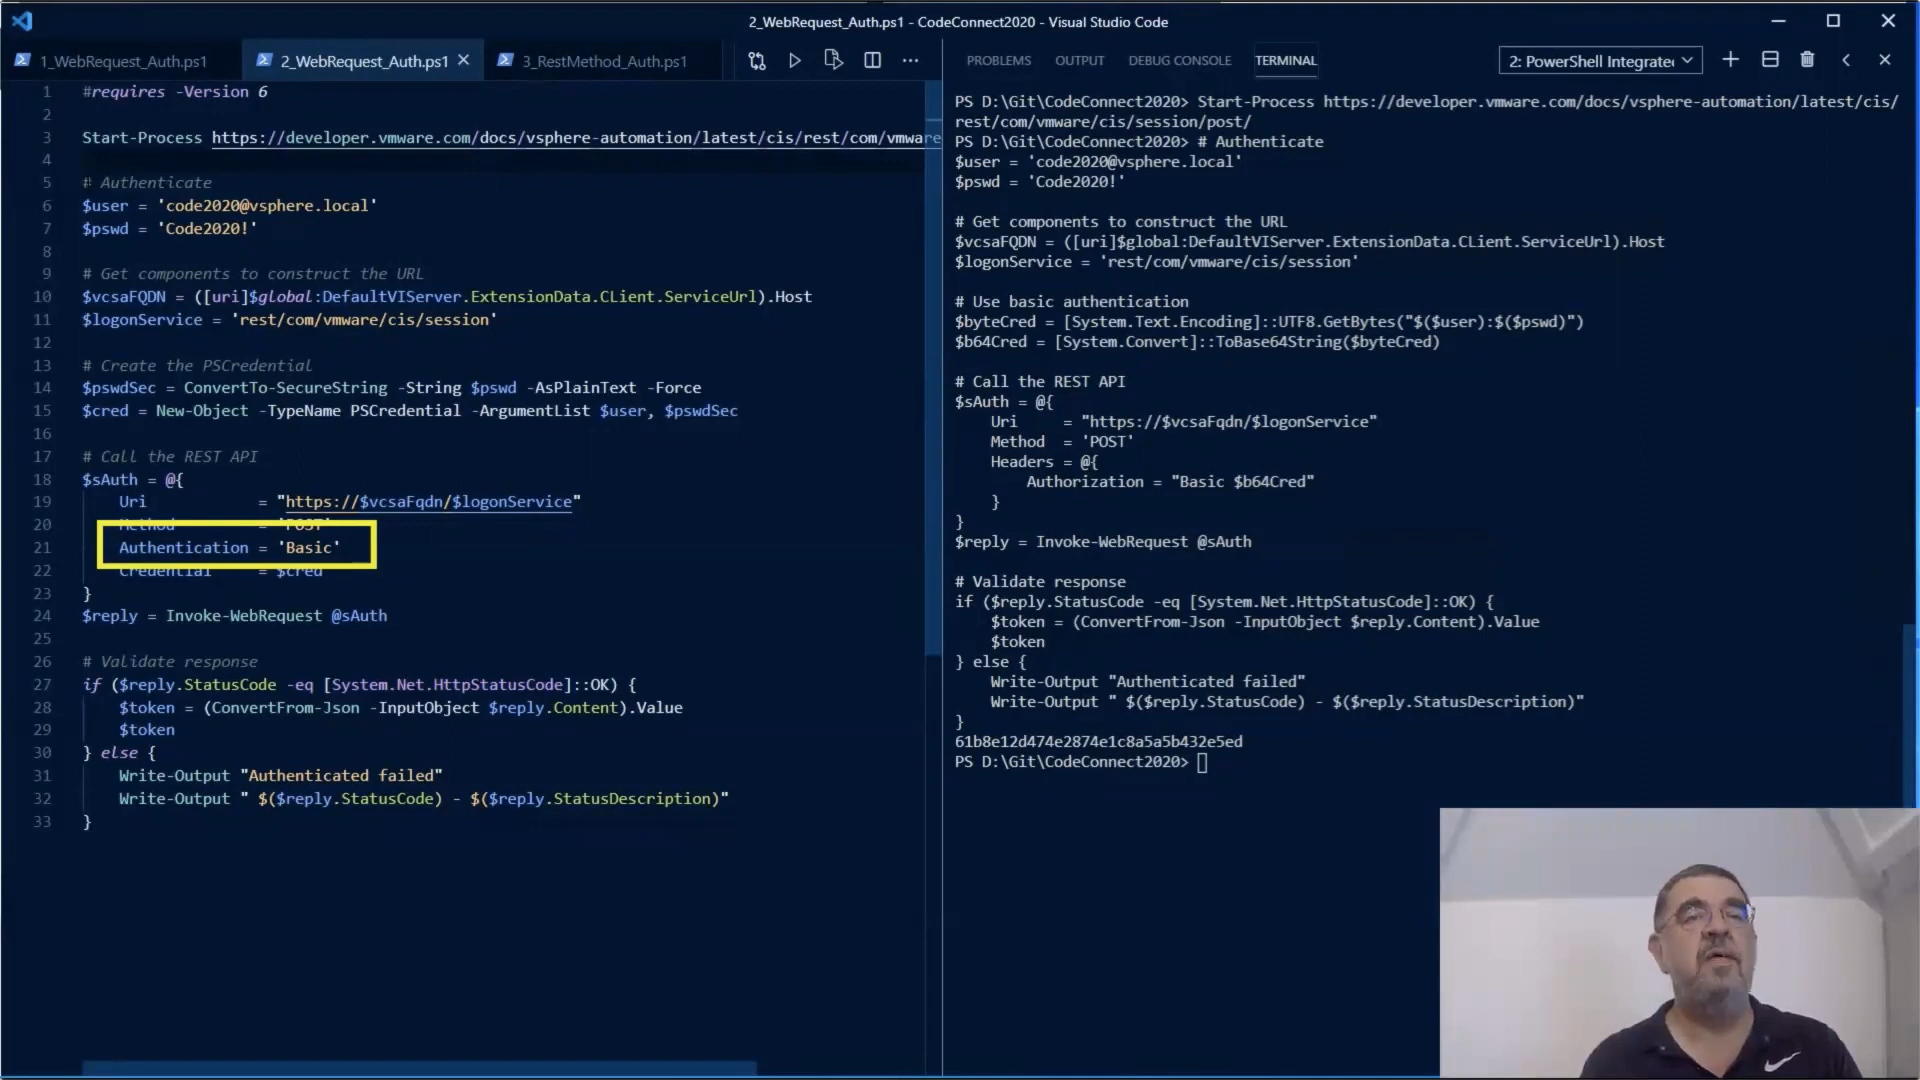 2_WebRequest_Auth.ps1 - CodeConnect2020 - Visual Studio Code
1_WebRequest_Auth.ps1
2_WebRequest_Auth.ps1
3_RestMethod_Auth.ps1
1 #requires -Version 6
2
3 Start-Process https://developer.vmware.com/docs/vsphere-automation/latest/cis/rest/com/vmware
4
5 # Authenticate
6 $user = 'code2020@vsphere.local'
7 $pswd = 'Code2020!'
8
9 # Get components to construct the URL
10 $vcsaFQDN = ([uri]$global:DefaultVIServer.ExtensionData.CLient.ServiceUrl).Host
11 $logonService = 'rest/com/vmware/cis/session'
12
13 # Create the PSCredential
14 $pswdSec = ConvertTo-SecureString -String $pswd -AsPlainText -Force
15 $cred = New-Object -TypeName PSCredential -ArgumentList $user, $pswdSec
16
17 # Call the REST API
18 $sAuth = @{
19 Uri = "https://$vcsaFqdn/$logonService"
20 Method = 'POST'
21 Authentication = 'Basic'
22 Credential = $cred
23 }
24 $reply = Invoke-WebRequest @sAuth
25
26 # Validate response
27 if ($reply.StatusCode -eq [System.Net.HttpStatusCode]::OK) {
28 $token = (ConvertFrom-Json -InputObject $reply.Content).Value
29 $token
30 } else {
31 Write-Output "Authenticated failed"
32 Write-Output " $($reply.StatusCode) - $($reply.StatusDescription)"
33 }
PROBLEMS OUTPUT DEBUG CONSOLE TERMINAL 2: PowerShell Integrate
PS D:\Git\CodeConnect2020> Start-Process https://developer.vmware.com/docs/vsphere-automation/latest/cis/
rest/com/vmware/cis/session/post/
PS D:\Git\CodeConnect2020> # Authenticate
$user = 'code2020@vsphere.local'
$pswd = 'Code2020!'
# Get components to construct the URL
$vcsaFQDN = ([uri]$global:DefaultVIServer.ExtensionData.CLient.ServiceUrl).Host
$logonService = 'rest/com/vmware/cis/session'
# Use basic authentication
$byteCred = [System.Text.Encoding]::UTF8.GetBytes("$($user):$($pswd)")
$b64Cred = [System.Convert]::ToBase64String($byteCred)
# Call the REST API
$sAuth = @{
Uri = "https://$vcsaFqdn/$logonService"
Method = 'POST'
Headers = @{
Authorization = "Basic $b64Cred"
}
}
$reply = Invoke-WebRequest @sAuth
# Validate response
if ($reply.StatusCode -eq [System.Net.HttpStatusCode]::OK) {
$token = (ConvertFrom-Json -InputObject $reply.Content).Value
$token
} else {
Write-Output "Authenticated failed"
Write-Output " $($reply.StatusCode) - $($reply.StatusDescription)"
}
61b8e12d474e2874e1c8a5a5b432e5ed
PS D:\Git\CodeConnect2020>